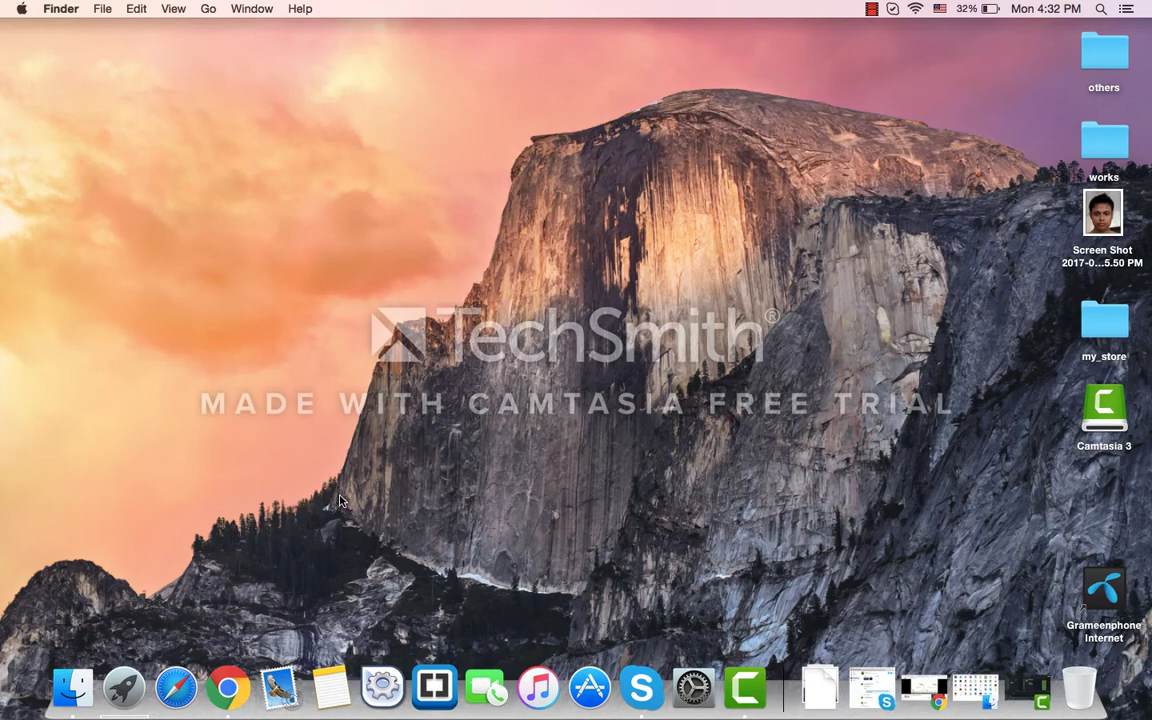 Finder File Edit View Go Window Help
32% Mon 4:32 PM
others
works
Screen Shot
2017-0...5.50 PM
my_store
TechSmith®
MADE WITH CAMTASIA FREE TRIAL
Camtasia 3
Grameenphone
Internet